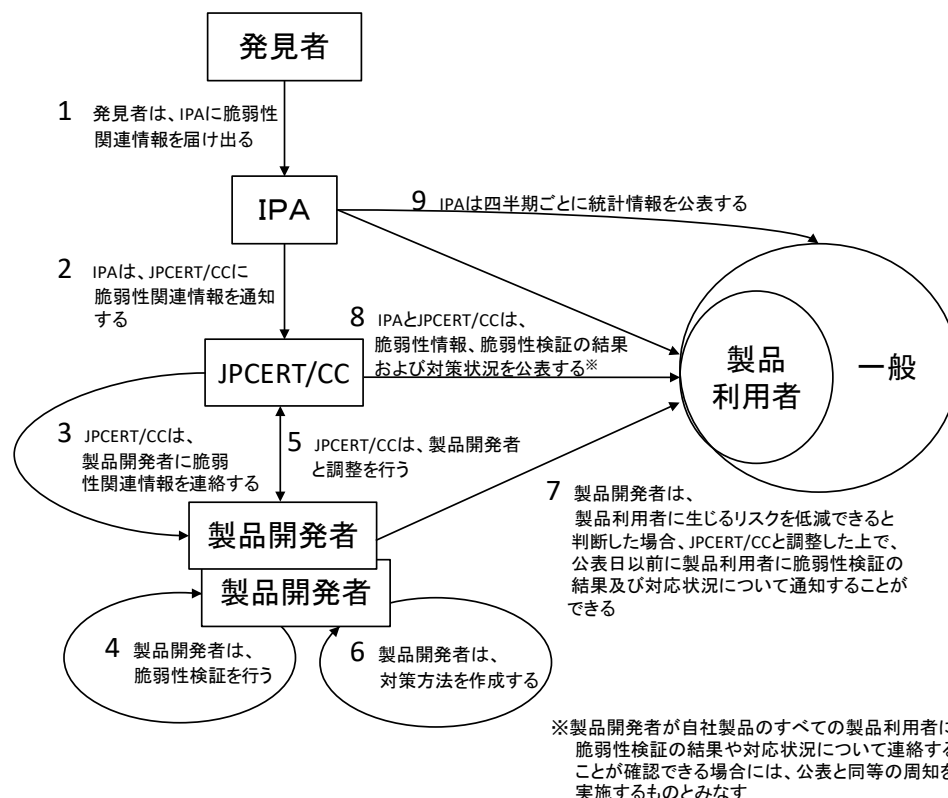 発見者
1 発見者は、IPAに脆弱性
関連情報を届け出る
IPA
9 IPAは四半期ごとに統計情報を公表する
2 IPAは、JPCERT/CCに
脆弱性関連情報を通知
する
8 IPAとJPCERT/CCは、
脆弱性情報、脆弱性検証の結果
および対策状況を公表する※
JPCERT/CC
製品
利用者
一般
3 JPCERT/CCは、
製品開発者に脆弱
性関連情報を連絡する
5 JPCERT/CCは、製品開発者
と調整を行う
7 製品開発者は、
製品利用者に生じるリスクを低減できると
判断した場合、JPCERT/CCと調整した上で、
公表日以前に製品利用者に脆弱性検証の
結果及び対応状況について通知することが
できる
製品開発者
製品開発者
4 製品開発者は、
脆弱性検証を行う
6 製品開発者は、
対策方法を作成する
※製品開発者が自社製品のすべての製品利用者に
脆弱性検証の結果や対応状況について連絡する
ことが確認できる場合には、公表と同等の周知を
実施するものとみなす